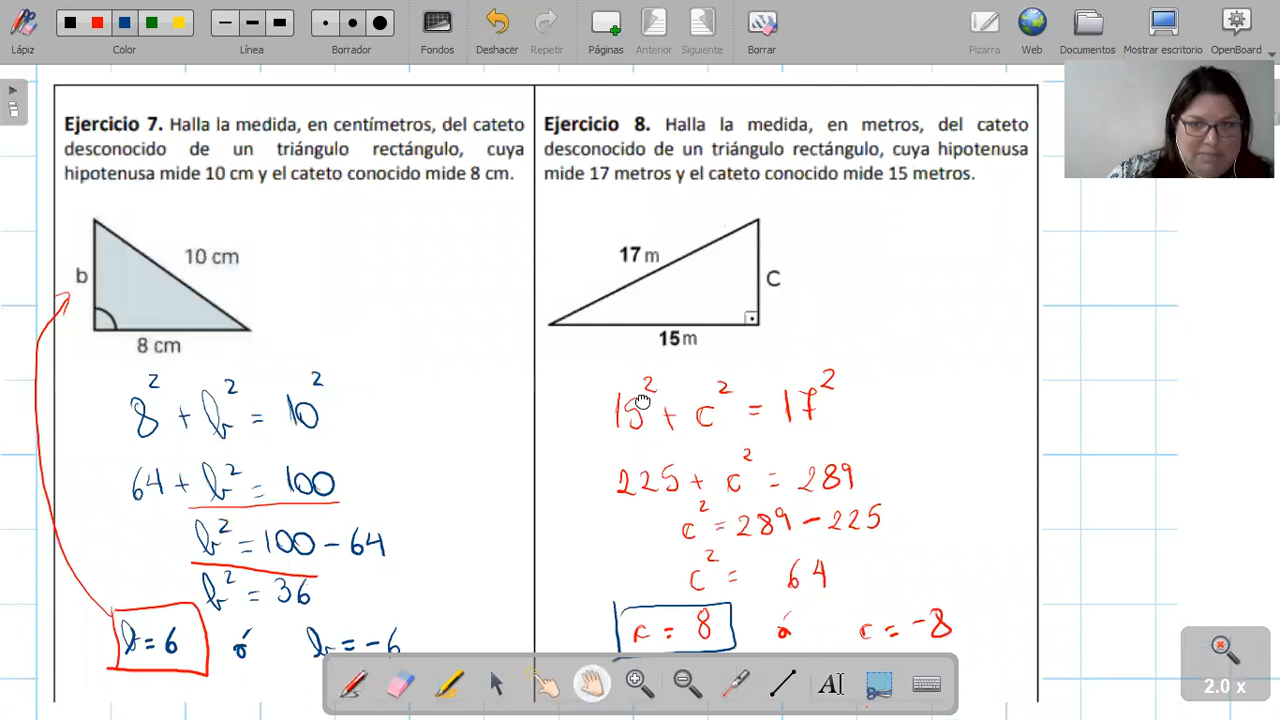 Lápiz
Color
Línea
Borrador
Fondos
Deshacer
Repetir
Páginas
Anterior
Siguiente
Borrar
Pizarra
Web
Documentos
Mostrar escritorio
OpenBoard
Ejercicio 7. Halla la medida, en centímetros, del cateto
desconocido de un triángulo rectángulo, cuya
hipotenusa mide 10 cm y el cateto conocido mide 8 cm.
b
10 cm
8 cm
8² + b² = 10²
64 + b² = 100
b² = 100 - 64
b² = 36
b = 6 ó b = -6
Ejercicio 8. Halla la medida, en metros, del cateto
desconocido de un triángulo rectángulo, cuya hipotenusa
mide 17 metros y el cateto conocido mide 15 metros.
17 m
C
15 m
15² + c² = 17²
225 + c² = 289
c² = 289 - 225
c² = 64
c = 8 ó c = -8
AI
2.0 x